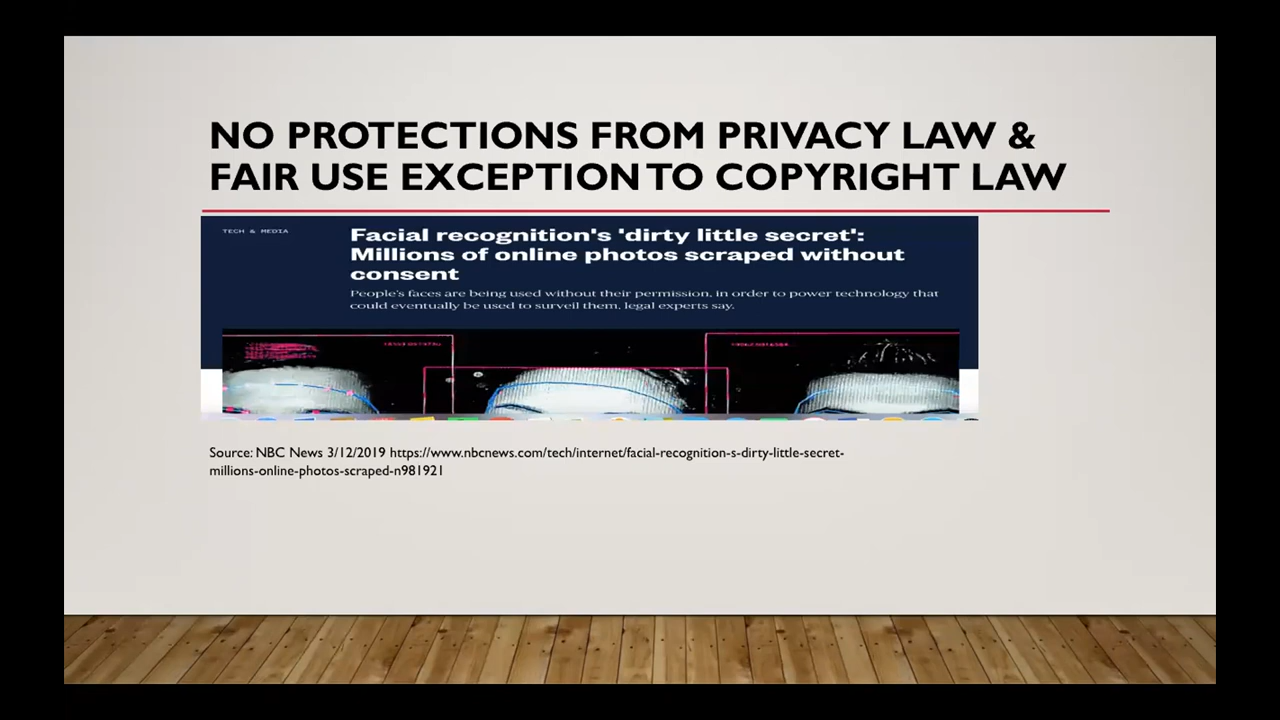 NO PROTECTIONS FROM PRIVACY LAW &
FAIR USE EXCEPTION TO COPYRIGHT LAW
TECH & MEDIA
Facial recognition's 'dirty little secret':
Millions of online photos scraped without
consent
People's faces are being used without their permission, in order to power technology that
could eventually be used to surveil them, legal experts say.
Source: NBC News 3/12/2019 https://www.nbcnews.com/tech/internet/facial-recognition-s-dirty-little-secret-
millions-online-photos-scraped-n981921